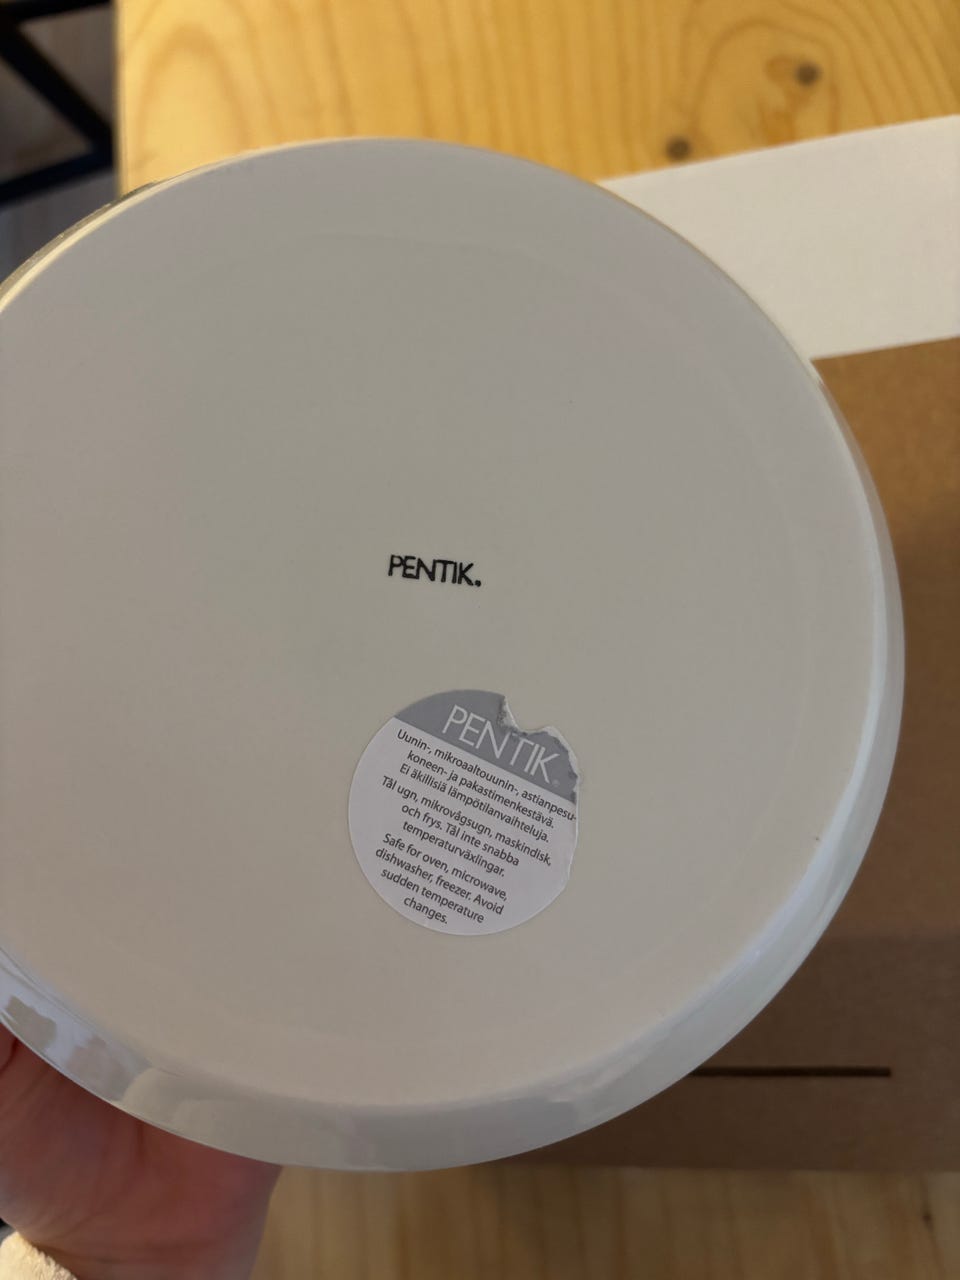 PENTIK.
PENTIK®
Uunin-, mikroaaltouunin-, astianpesu-
koneen- ja pakastimenkestävä.
Ei äkillisiä lämpötilanvaihteluja.
Tål ugn, mikrovågsugn, maskindisk,
och frys. Tål inte snabba
temperaturväxlingar.
Safe for oven, microwave,
dishwasher, freezer. Avoid
sudden temperature
changes.